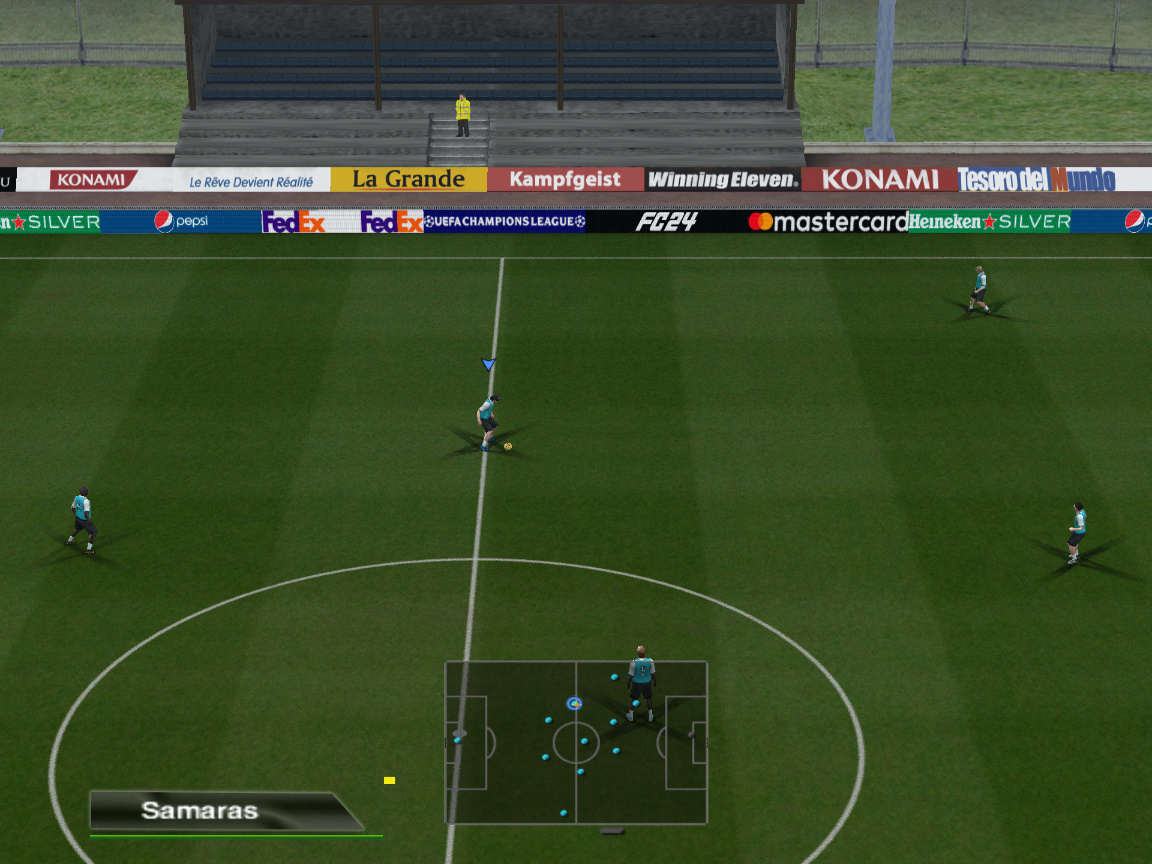 U KONAMI Le Rêve Devient Réalité La Grande Kampfgeist Winning Eleven® KONAMI Tesoro del Mundo
n★SILVER pepsi FedEx FedEx UEFA CHAMPIONS LEAGUE FC24 mastercard Heineken★SILVER p
Samaras